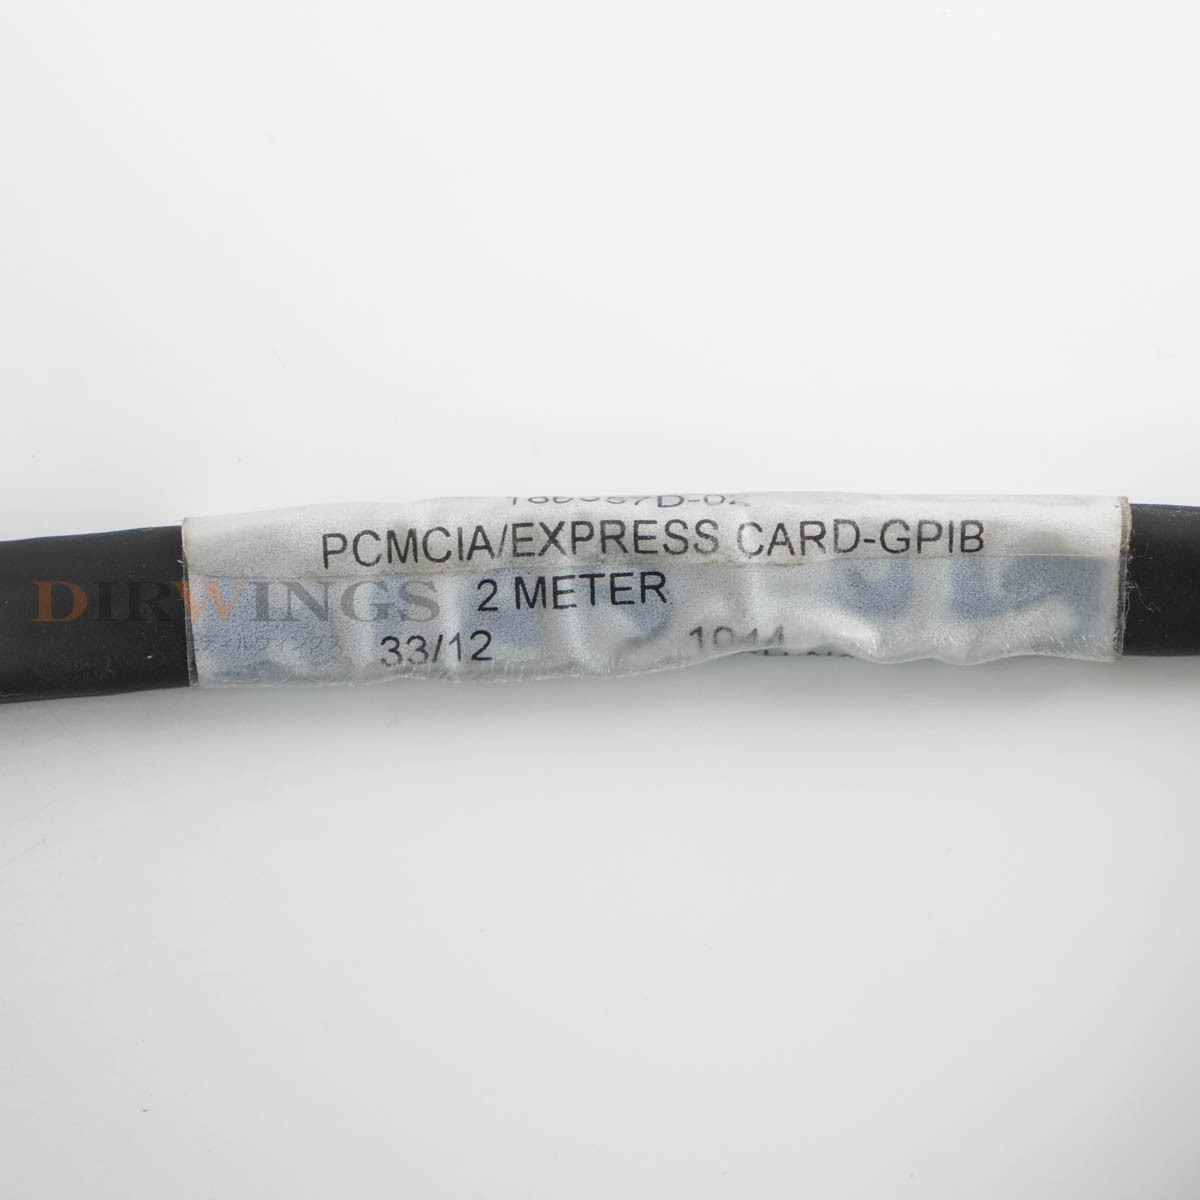 PCMCIA/EXPRESS CARD-GPIB
2 METER
DIRWINGS
33/12